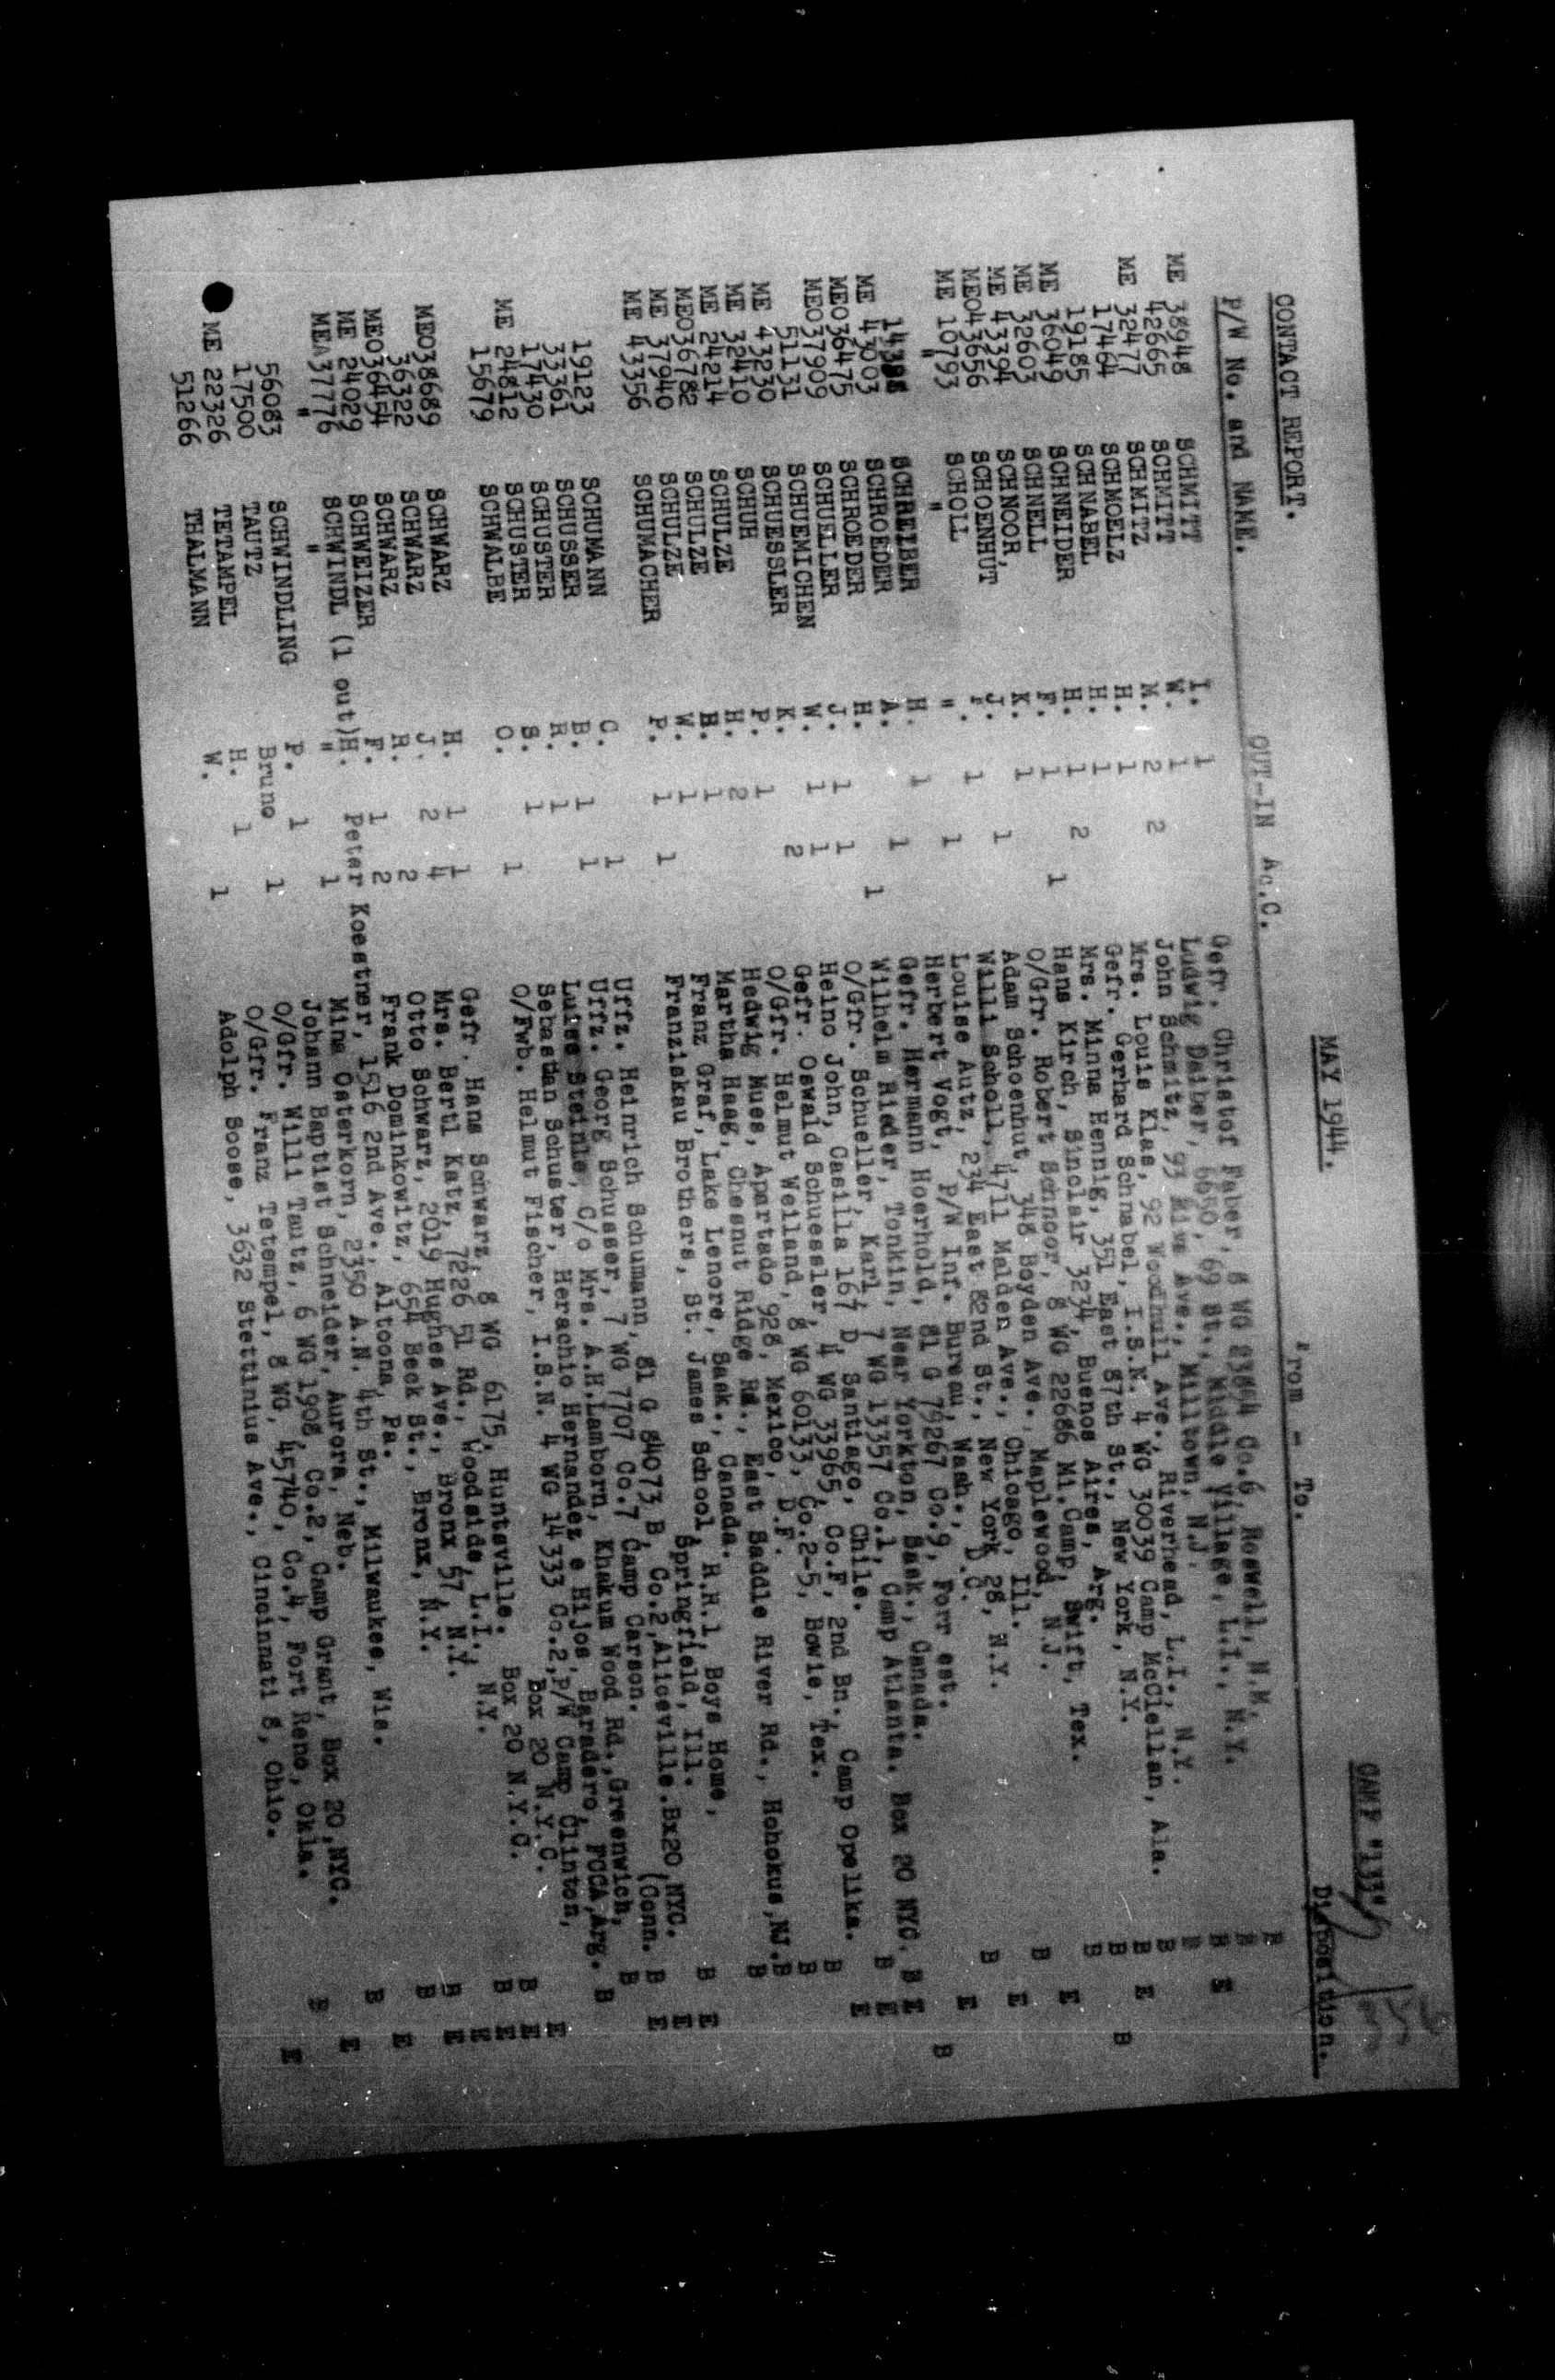 CAMP "133"
CONTACT REPORT. MAY 1944.
P/W No. and NAME. OUT-IN Ac.C. From - To. Disposition.
ME 38948 SCHMITT L. 1 Gefr. Christof Faber, 8 WG Co.6, Roswell, N.M. B
42665 SCHMITT W. 1 Ludwig Daiber, 6650, 69 St., Middle Village, L.I., N.Y. B
ME 32477 SCHMITZ M. 2 2 John Schmitz, 93 Ave., Milltown, N.J. B E
17464 SCHMOELZ H. 1 Mrs. Louis Klas, 92 Woodhull Ave., Riverhead, L.I., N.Y. B
19185 SCHNABEL H. 1 Gefr. Gerhard Schnabel, I.S.N. 4 WG 30039 Camp McClellan, Ala. B
ME 36049 SCHNEIDER H. 1 2 Mrs. Minna Hennig, 351 East 87th St., New York, N.Y. B E
ME 32603 SCHNELL F. 1 1 Hans Kirch, Sinclair 3234, Buenos Aires, Arg. B B
ME 43394 SCHNOOR, K. 1 O/Gfr. Robert Schnoor, 8 WG 22686 Mi.Camp, Swift, Tex. B
MEO43656 SCHOENHUT J. 1 Adam Schoenhut, 348 Boyden Ave., Maplewood, N.J. E
ME 10793 SCHOLL J. 1 Willi Scholl, 4711 Malden Ave., Chicago, Ill. B
" " ". 1 Louise Autz, 234 East 82nd St., New York 28, N.Y. E
SCHREIBER H. 1 Herbert Vogt, P/W Inf. Bureau, Wash., D.C. B
ME 43003 SCHROEDER A. 1 Gefr. Hermann Hoerhold, 81 G 79267 Co.9, Forr est. E
MEO36475 SCHROEDER H. 1 Wilhelm Rieder, Tonkin, Near Yorkton, Sask., Canada. B
MEO37909 SCHUELLER J. 1 1 O/Gfr. Schueller, Karl, 7 WG 13357 Co.1, Camp Atlanta. Box 20 NYC. B E
51131 SCHUEMICHEN W. 1 1 Heino John, Casilla 167 D, Santiago, Chile. B E
ME 43230 SCHUESSLER K. 2 Gefr. Oswald Schuessler, 4 WG 33965, Co.F, 2nd Bn., Camp Opelika. E
ME 32410 SCHUH P. 1 O/Gfr. Helmut Weiland, 8 WG 60133, Co.2-5, Bowie, Tex. B
ME 24214 SCHULZE H. 2 Hedwig Mues, Apartado 928, Mexico, D.F. B
MEO36782 SCHULZE H. 1 Martha Haag, Chesnut Ridge Rd., East Saddle River Rd., Hohokus,NJ. B
ME 37940 SCHULZE W. 1 Franz Graf, Lake Lenore, Sask., Canada. B
ME 43356 SCHUMACHER P. 1 1 Franziskau Brothers, St. James School, R.R.1, Boys Home,
Springfield, Ill. B E
19123 SCHUMANN C. 1 Uffz. Heinrich Schumann, 81 G 84073 B, Co.2,Aliceville.Bx20,NYC. E
33361 SCHUSSER B. 1 1 Uffz. Georg Schusser, 7 WG 7707 Co.7 Camp Carson. B E
17430 SCHUSTER H. 1 Luise Steinle, C/o Mrs. A.H.Lamborn, Khakum Wood Rd.,Greenwich, (Conn. B
ME 24812 SCHUSTER S. 1 Sebastian Schuster, Herachio Hernandez e Hijos, Baradero, FCCA,Arg. B
15679 SCHWALBE O. 1 O/Fwb. Helmut Fischer, I.S.N. 4 WG 14333 Co.2,P/W Camp Clinton,
Box 20 N.Y.C. E
MEO38689 SCHWARZ H. 1 1 Gefr. Hans Schwarz, 8 WG 6175, Huntsville. Box 20 N.Y.C. B E
36322 SCHWARZ J. 2 4 Mrs. Bertl Katz, 7226 51 Rd., Woodside, L.I., N.Y. B E
MEO36454 SCHWARZ R. 2 Otto Schwarz, 2019 Hughes Ave., Bronx 57, N.Y. E
ME 24029 SCHWEIZER F. 1 2 Frank Dominkowitz, 654 Beck St., Bronx, N.Y. B E
MEA37776 SCHWINDL (1 out)H. Peter Koestner, 1516 2nd Ave., Altoona, Pa. B
" " " 1 Mina Osterkorn, 2350 A.N. 4th St., Milwaukee, Wis. E
56083 SCHWINDLING P. 1 1 Johann Baptist Schneider, Aurora, Neb. B E
17500 TAUTZ Bruno O/Gfr. Willi Tautz, 6 WG 1908, Co.2, Camp Grant, Box 20,NYC.
ME 22326 TETAMPEL H. 1 O/Gfr. Franz Tetempel, 8 WG, 45740, Co.4, Fort Reno, Okla. B
51266 THALMANN W. 1 Adolph Soose, 3632 Stettinius Ave., Cincinnati 8, Ohio. E